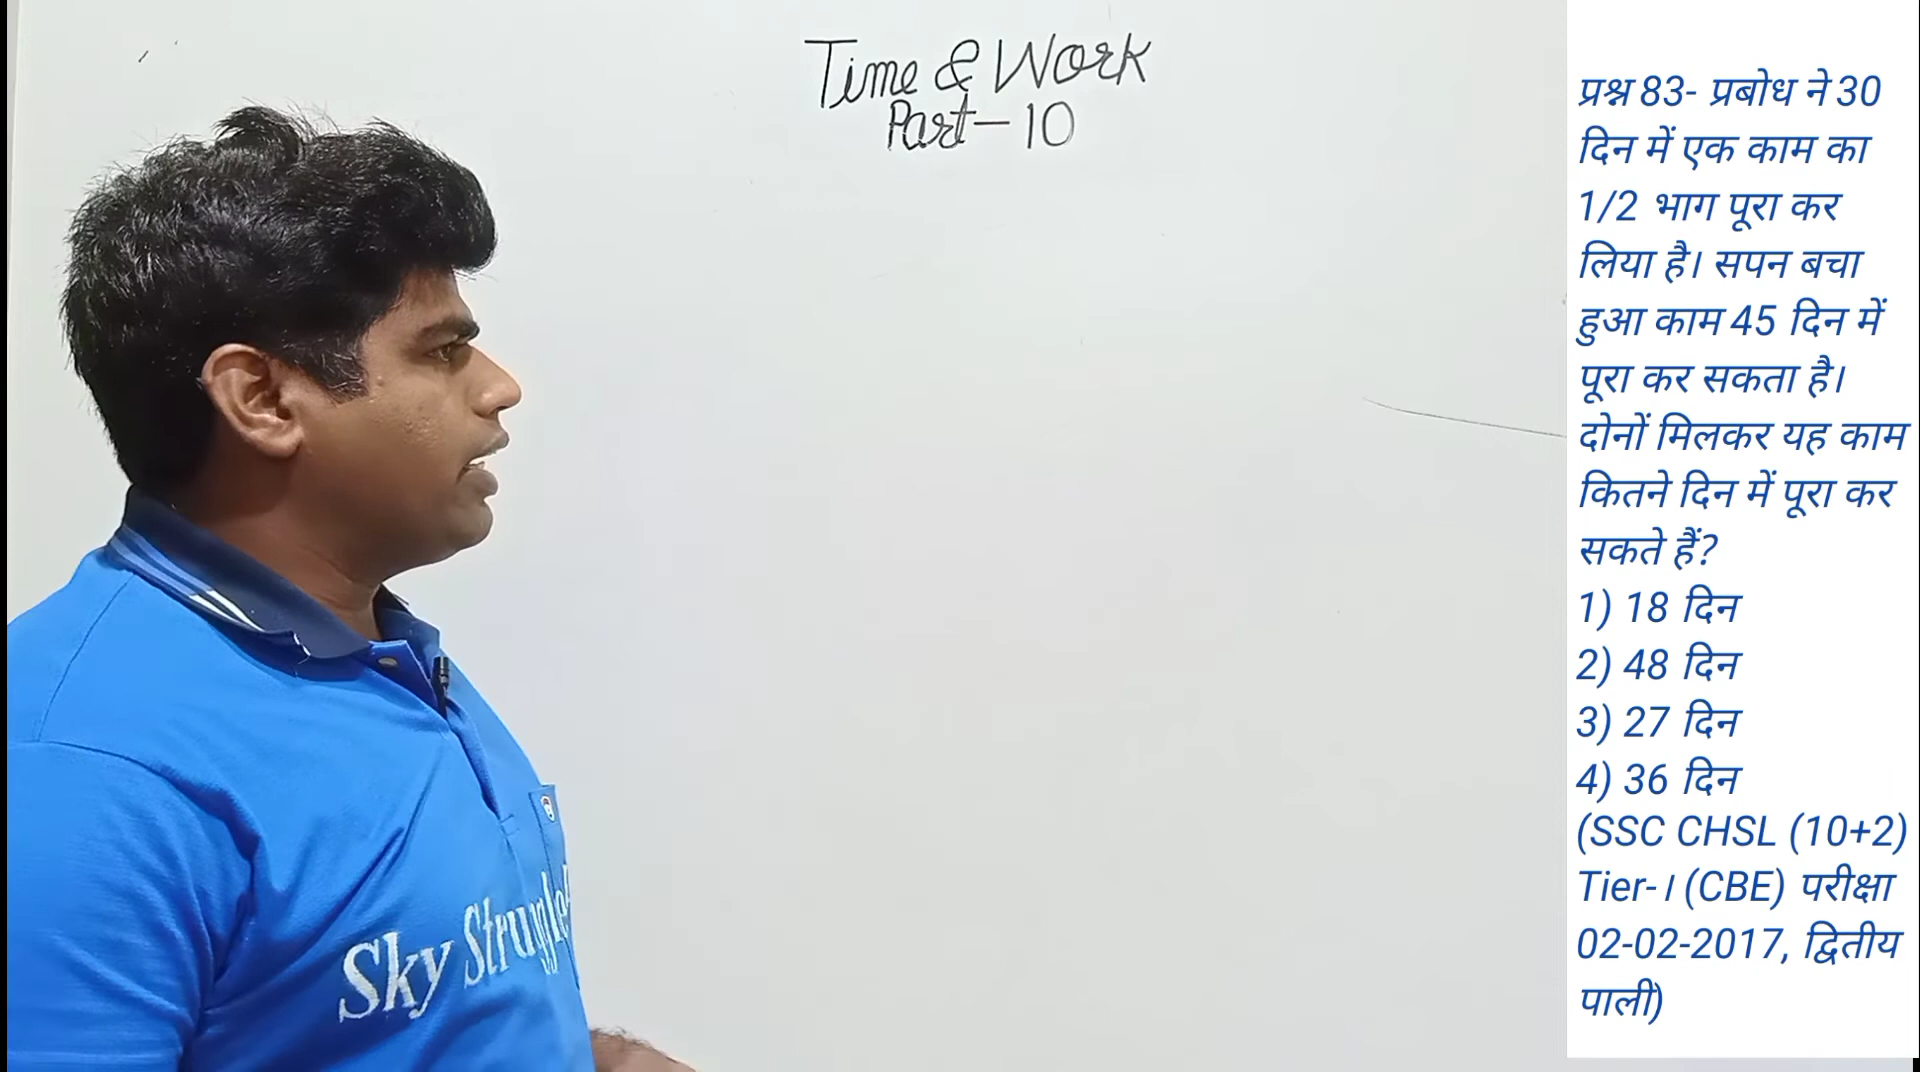 Time & Work
Part-10
प्रश्न 83- प्रबोध ने 30
दिन में एक काम का
1/2 भाग पूरा कर
लिया है। सपन बचा
हुआ काम 45 दिन में
पूरा कर सकता है।
दोनों मिलकर यह काम
कितने दिन में पूरा कर
सकते हैं?
1) 18 दिन
2) 48 दिन
3) 27 दिन
4) 36 दिन
(SSC CHSL (10+2)
Tier-। (CBE) परीक्षा
02-02-2017, द्वितीय
पाली)
Sky Struggle